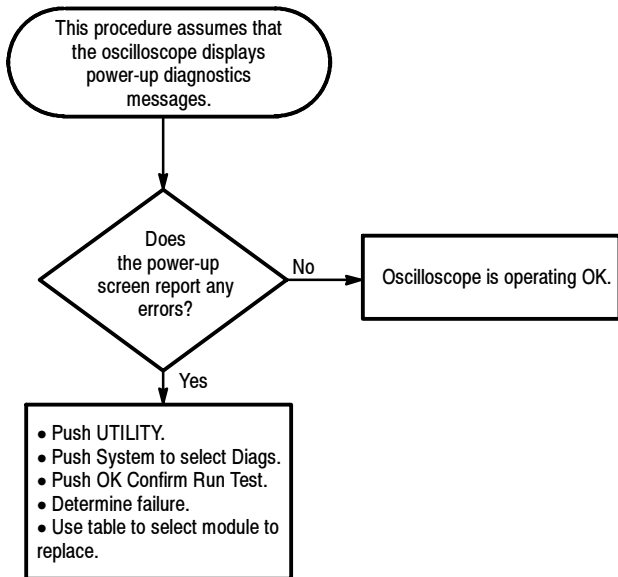 This procedure assumes that
the oscilloscope displays
power-up diagnostics
messages.
Does
the power-up
screen report any
errors?
No
Oscilloscope is operating OK.
Yes
● Push UTILITY.
● Push System to select Diags.
● Push OK Confirm Run Test.
● Determine failure.
● Use table to select module to
replace.